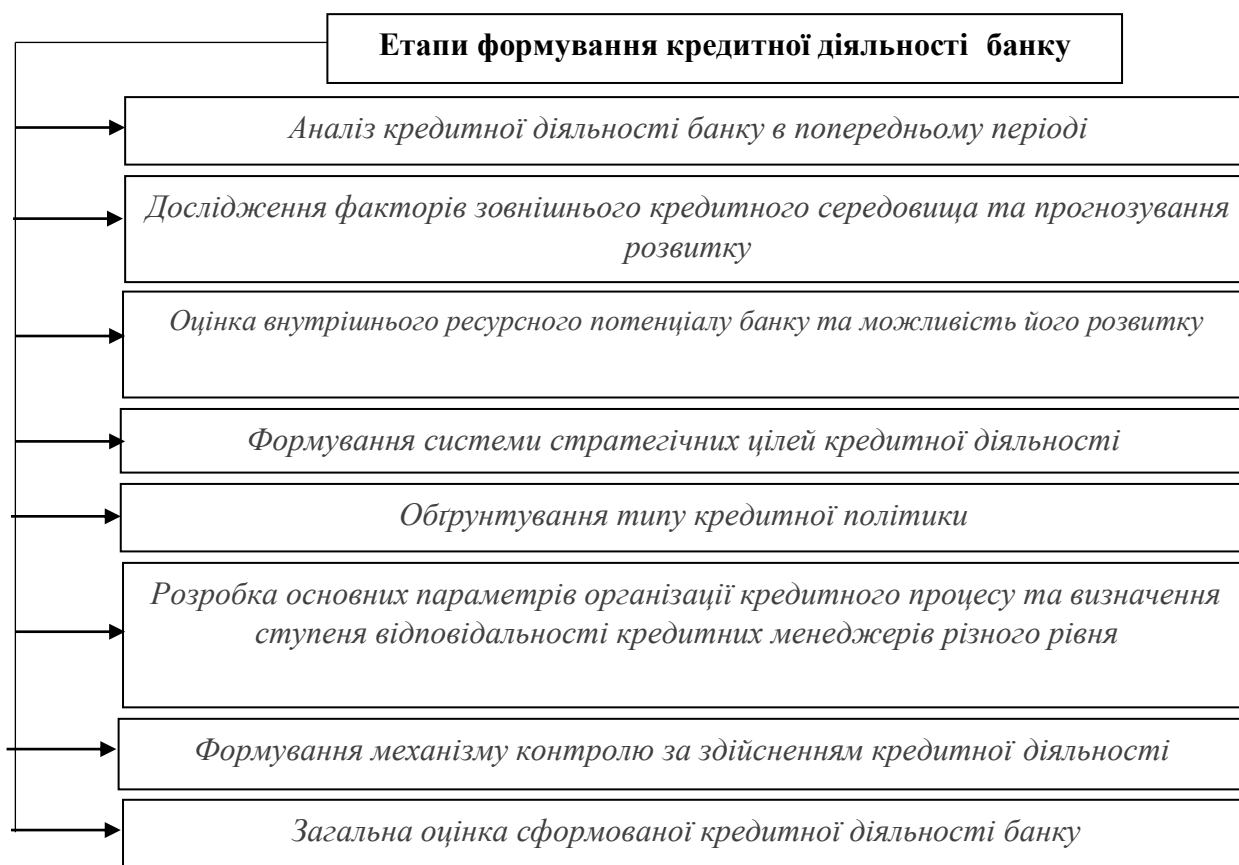 Етапи формування кредитної діяльності банку
Аналіз кредитної діяльності банку в попередньому періоді
Дослідження факторів зовнішнього кредитного середовища та прогнозування
розвитку
Оцінка внутрішнього ресурсного потенціалу банку та можливість його розвитку
Формування системи стратегічних цілей кредитної діяльності
Обґрунтування типу кредитної політики
Розробка основних параметрів організації кредитного процесу та визначення
ступеня відповідальності кредитних менеджерів різного рівня
Формування механізму контролю за здійсненням кредитної діяльності
Загальна оцінка сформованої кредитної діяльності банку